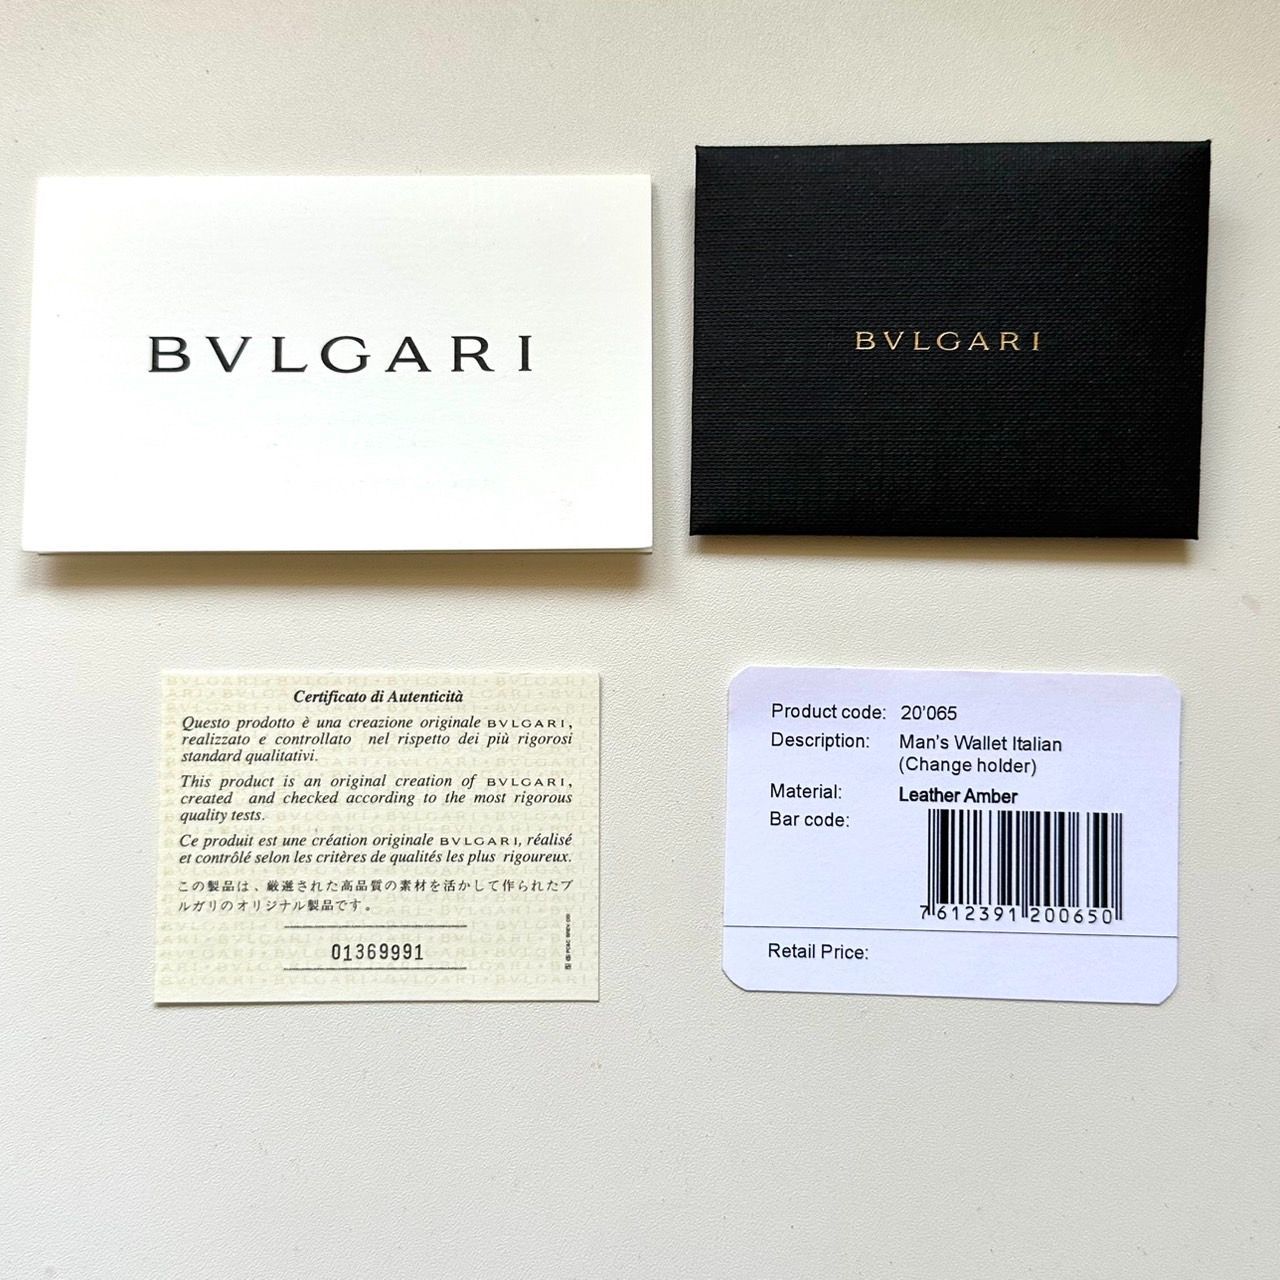 BVLGARI
BVLGARI
Certificato di Autenticità
Questo prodotto è una creazione originale BVLGARI,
realizzato e controllato nel rispetto dei più rigorosi
standard qualitativi.
This product is an original creation of BVLGARI,
created and checked according to the most rigorous
quality tests.
Ce produit est une création originale BVLGARI, réalisé
et contrôlé selon les critères de qualités les plus rigoureux.
この製品は、厳選された高品質の素材を活かして作られたブ
ルガリのオリジナル製品です。
01369991
Product code: 20'065
Description: Man's Wallet Italian
(Change holder)
Material: Leather Amber
Bar code:
7 612391 200650
Retail Price: